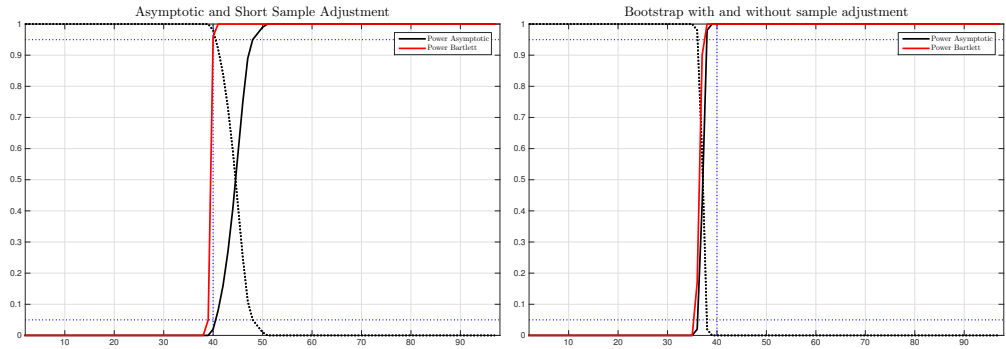 Asymptotic and Short Sample Adjustment
1
0.9
0.8
0.7
0.6
0.5
0.4
0.3
0.2
0.1
0
10 20 30 40 50 60 70 80 90
Power Asymptotic
Power Bartlett
Bootstrap with and without sample adjustment
1
0.9
0.8
0.7
0.6
0.5
0.4
0.3
0.2
0.1
0
10 20 30 40 50 60 70 80 90
Power Asymptotic
Power Bartlett